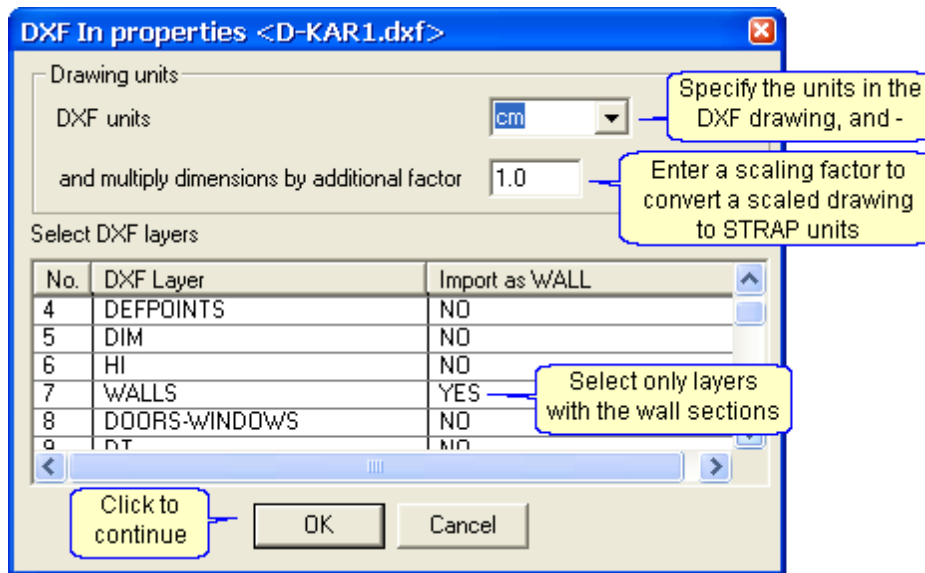 DXF In properties <D-KAR1.dxf>
Drawing units
DXF units
cm
Specify the units in the
DXF drawing, and -
and multiply dimensions by additional factor
1.0
Enter a scaling factor to
convert a scaled drawing
to STRAP units
Select DXF layers
No. DXF Layer Import as WALL
4 DEFPOINTS NO
5 DIM NO
6 HI NO
7 WALLS YES
8 DOORS-WINDOWS NO
9 DT NO
Select only layers
with the wall sections
Click to
continue
OK
Cancel